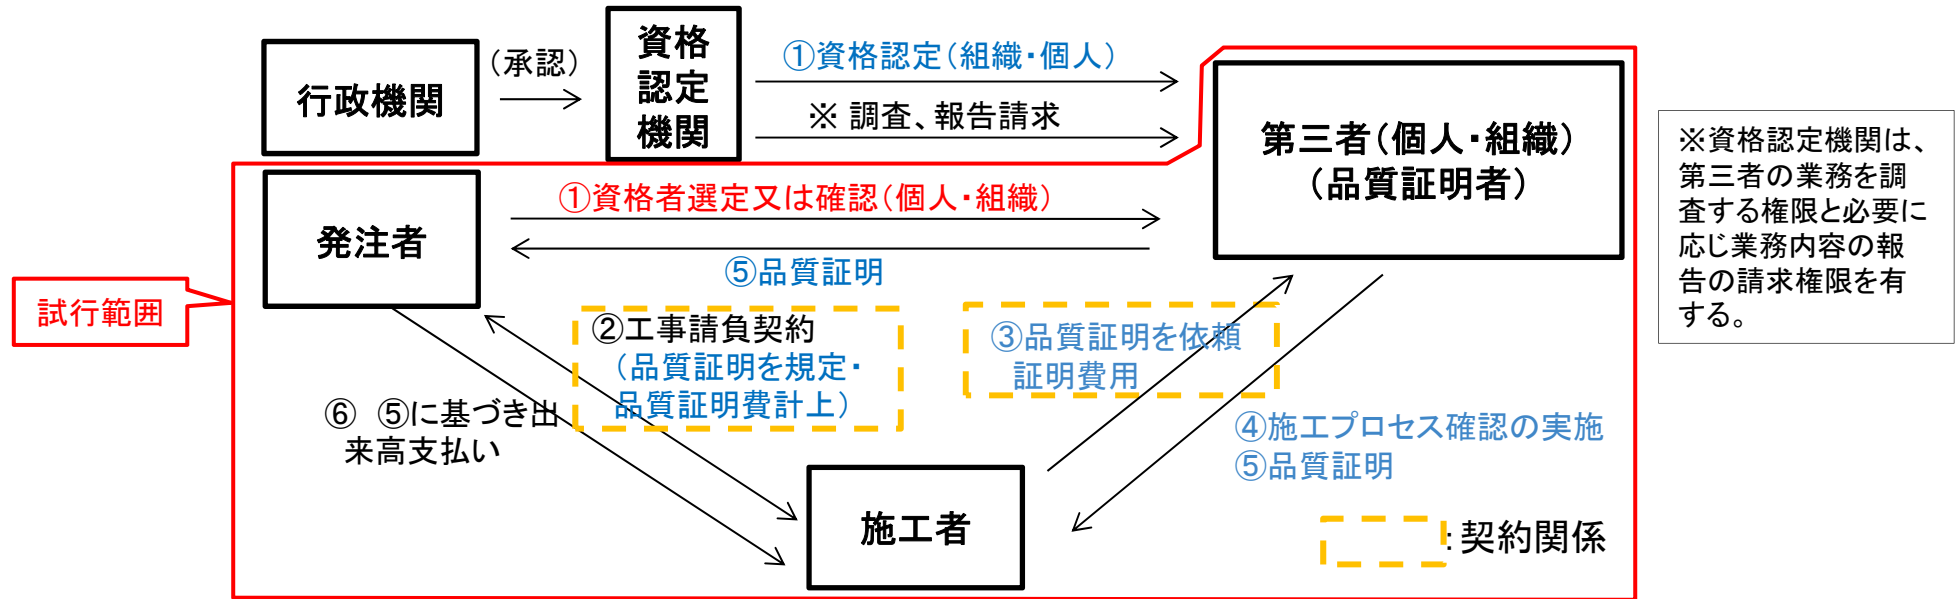 行政機関
(承認)
資格
認定
機関
①資格認定(組織・個人)
※ 調査、報告請求
第三者(個人・組織)
(品質証明者)
※資格認定機関は、
第三者の業務を調
査する権限と必要に
応じ業務内容の報
告の請求権限を有
する。
発注者
①資格者選定又は確認(個人・組織)
⑤品質証明
試行範囲
②工事請負契約
(品質証明を規定・
品質証明費計上)
③品質証明を依頼
証明費用
⑥ ⑤に基づき出
来高支払い
④施工プロセス確認の実施
⑤品質証明
施工者
:契約関係